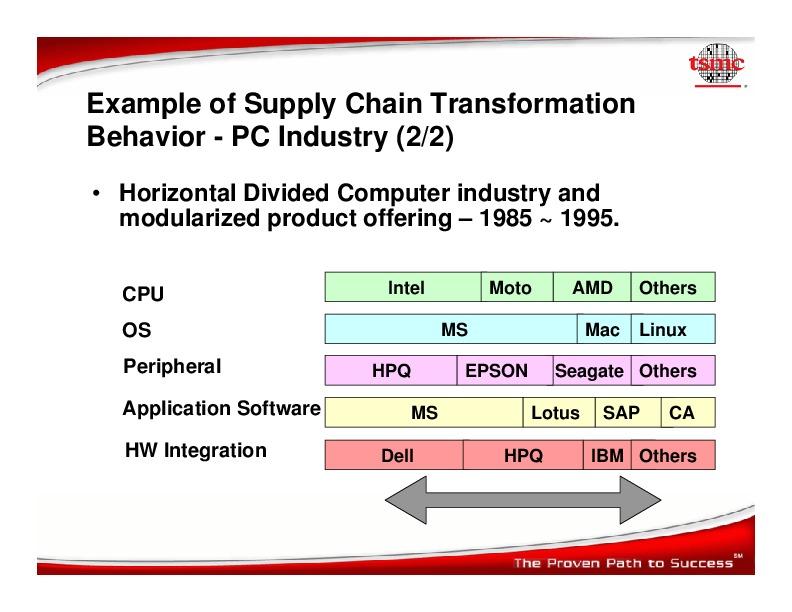 tsmc
Example of Supply Chain Transformation
Behavior - PC Industry (2/2)
• Horizontal Divided Computer industry and
modularized product offering – 1985 ~ 1995.
CPU Intel Moto AMD Others
OS MS Mac Linux
Peripheral HPQ EPSON Seagate Others
Application Software MS Lotus SAP CA
HW Integration Dell HPQ IBM Others
The Proven Path to Success℠